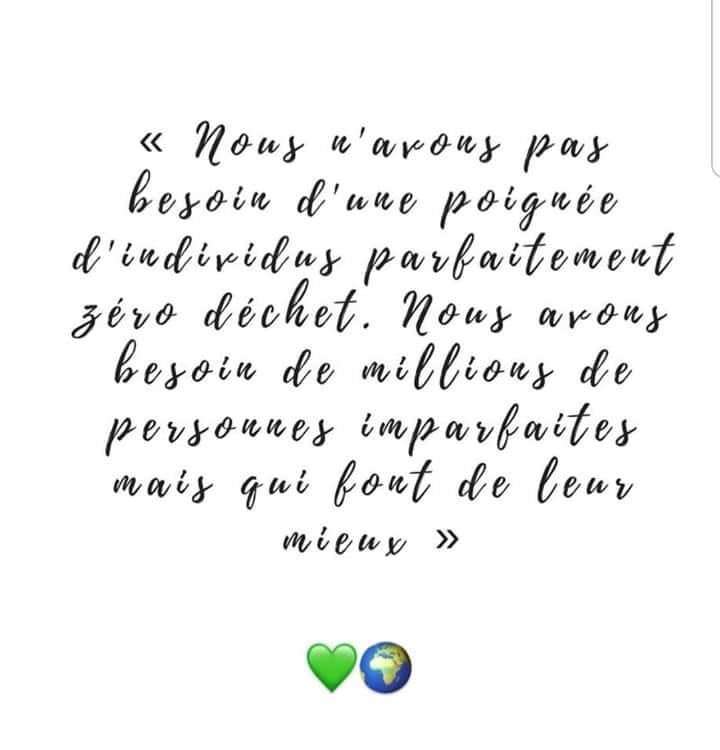 « Nous n'avons pas
besoin d'une poignée
d'individus parfaitement
zéro déchet. Nous avons
besoin de millions de
personnes imparfaites
mais qui font de leur
mieux »